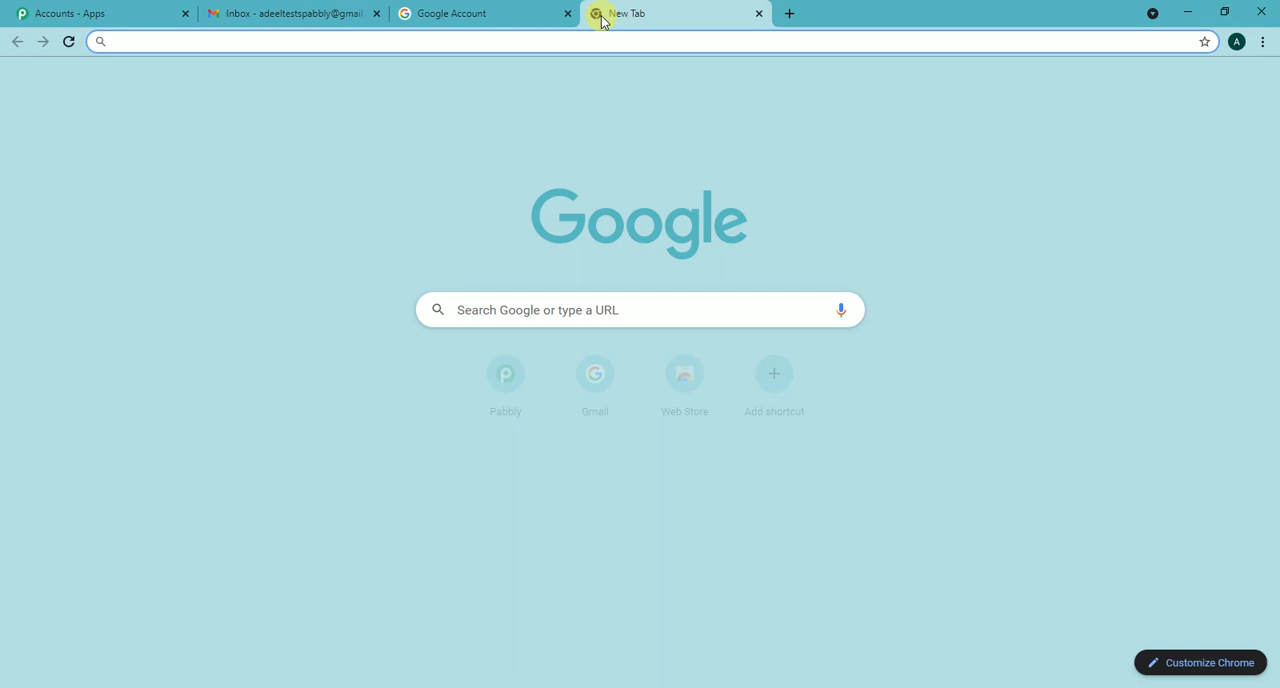 Accounts - Apps
Inbox - adeeltestspabbly@gmail
Google Account
New Tab
A
Google
Search Google or type a URL
Pabbly
Gmail
Web Store
Add shortcut
Customize Chrome